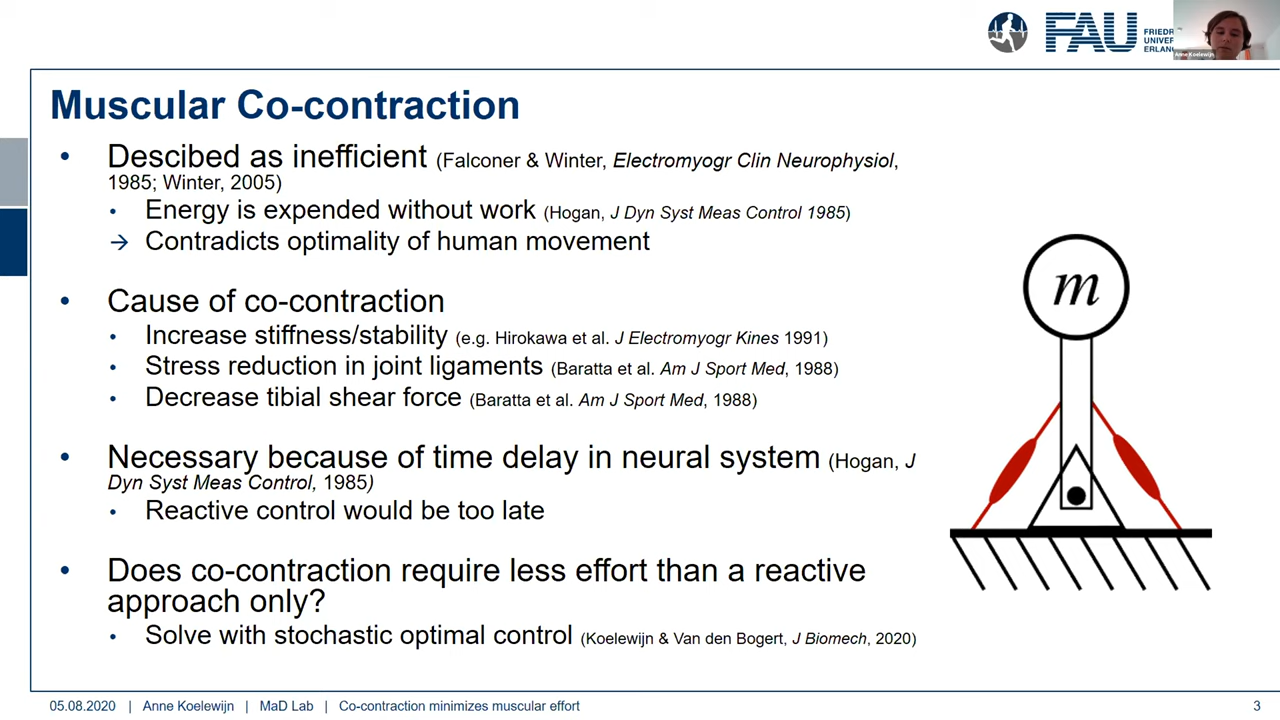 FAU
FRIEDR
UNIVER
ERLANG
Anne Koelewijn
Muscular Co-contraction
• Descibed as inefficient (Falconer & Winter, Electromyogr Clin Neurophysiol,
1985; Winter, 2005)
• Energy is expended without work (Hogan, J Dyn Syst Meas Control 1985)
→ Contradicts optimality of human movement
• Cause of co-contraction
• Increase stiffness/stability (e.g. Hirokawa et al. J Electromyogr Kines 1991)
• Stress reduction in joint ligaments (Baratta et al. Am J Sport Med, 1988)
• Decrease tibial shear force (Baratta et al. Am J Sport Med, 1988)
• Necessary because of time delay in neural system (Hogan, J
Dyn Syst Meas Control, 1985)
• Reactive control would be too late
• Does co-contraction require less effort than a reactive
approach only?
• Solve with stochastic optimal control (Koelewijn & Van den Bogert, J Biomech, 2020)
m
05.08.2020 | Anne Koelewijn | MaD Lab | Co-contraction minimizes muscular effort 3